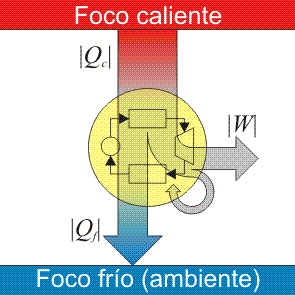 Foco caliente
|Qc|
|W|
|Qf|
Foco frío (ambiente)